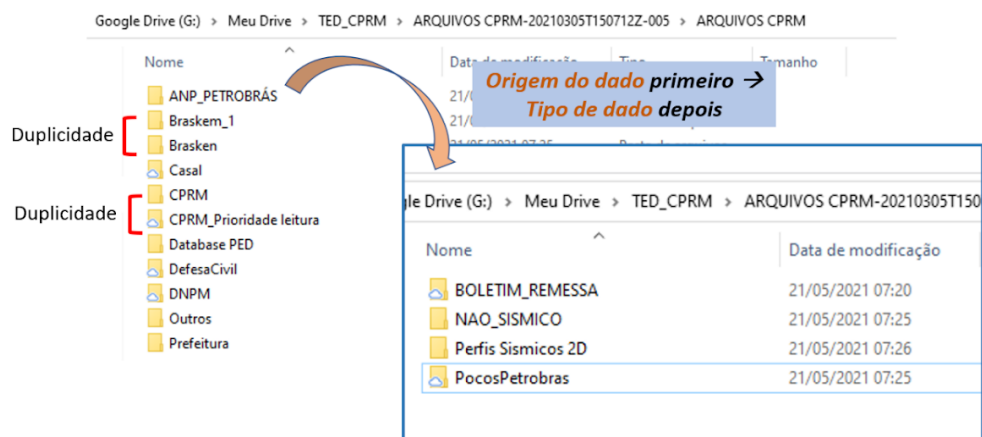 Google Drive (G:) > Meu Drive > TED_CPRM > ARQUIVOS CPRM-20210305T150712Z-005 > ARQUIVOS CPRM
Nome
Data de modificação Tipo Tamanho
Origem do dado primeiro →
Tipo de dado depois
ANP_PETROBRÁS
Duplicidade
Braskem_1
Brasken
Casal
Duplicidade
CPRM
CPRM_Prioridade leitura
Database PED
DefesaCivil
DNPM
Outros
Prefeitura
le Drive (G:) > Meu Drive > TED_CPRM > ARQUIVOS CPRM-20210305T150
Nome Data de modificação
BOLETIM_REMESSA 21/05/2021 07:20
NAO_SISMICO 21/05/2021 07:25
Perfis Sismicos 2D 21/05/2021 07:26
PocosPetrobras 21/05/2021 07:25